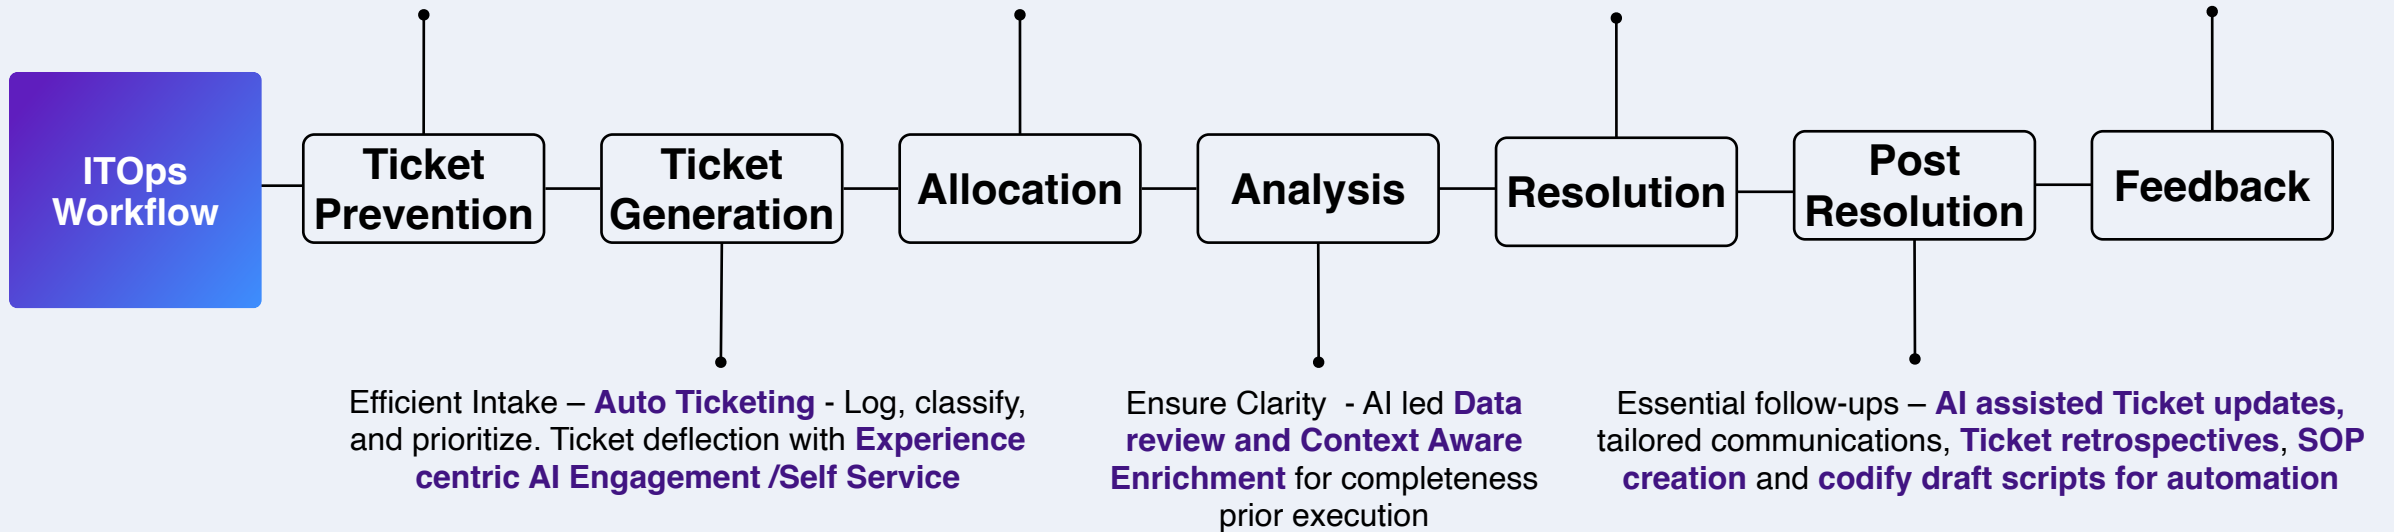 ITOps
Workflow
Ticket
Prevention
Ticket
Generation
Allocation
Analysis
Resolution
Post
Resolution
Feedback
Efficient Intake – Auto Ticketing - Log, classify,
and prioritize. Ticket deflection with Experience
centric AI Engagement /Self Service
Ensure Clarity  - AI led Data
review and Context Aware
Enrichment for completeness
prior execution
Essential follow-ups – AI assisted Ticket updates,
tailored communications, Ticket retrospectives, SOP
creation and codify draft scripts for automation